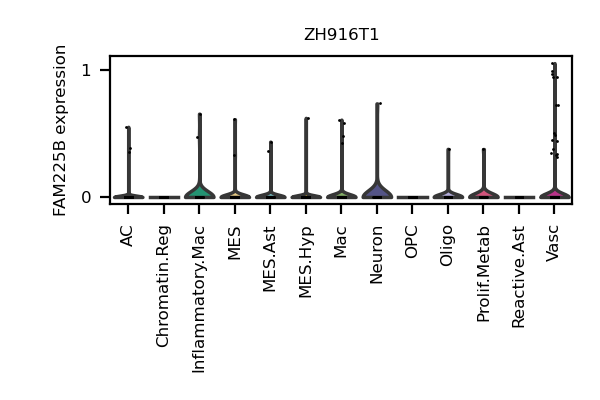 ZH916T1
FAM225B expression
1
0
AC
Chromatin.Reg
Inflammatory.Mac
MES
MES.Ast
MES.Hyp
Mac
Neuron
OPC
Oligo
Prolif.Metab
Reactive.Ast
Vasc